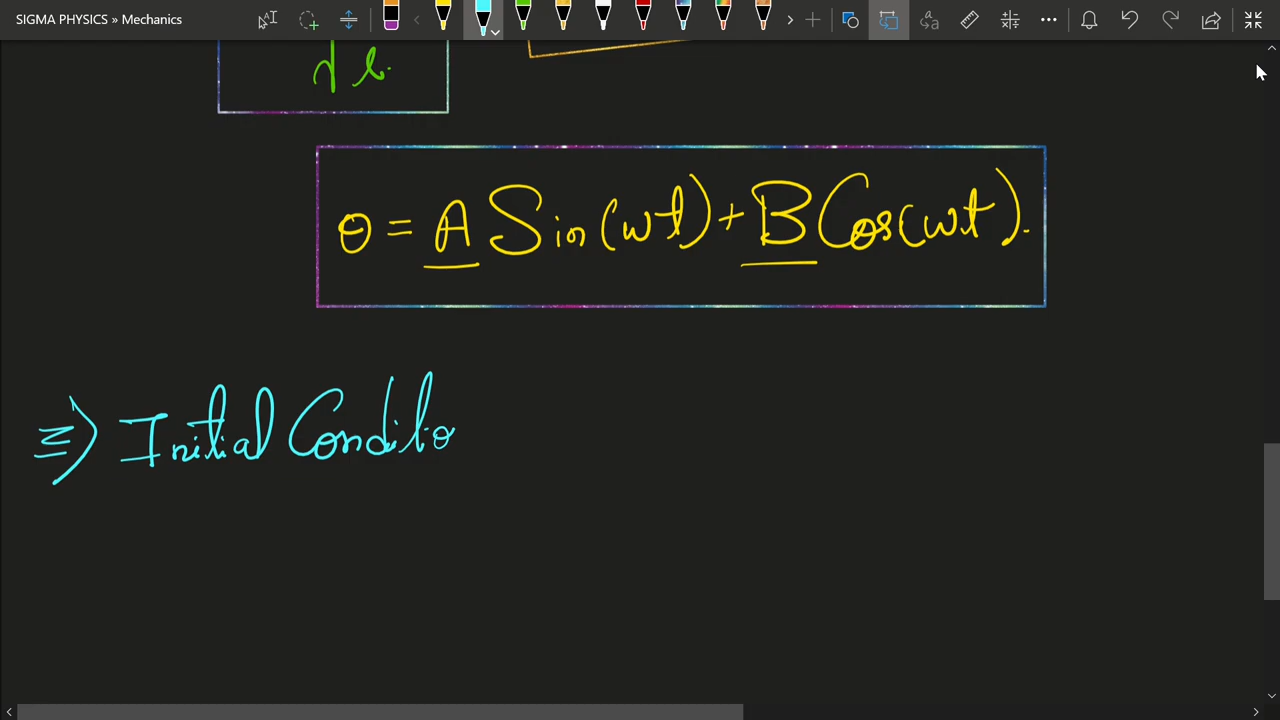 SIGMA PHYSICS » Mechanics
θ = A Sin(ωt) + B Cos(ωt).
⇒ Initial Conditio